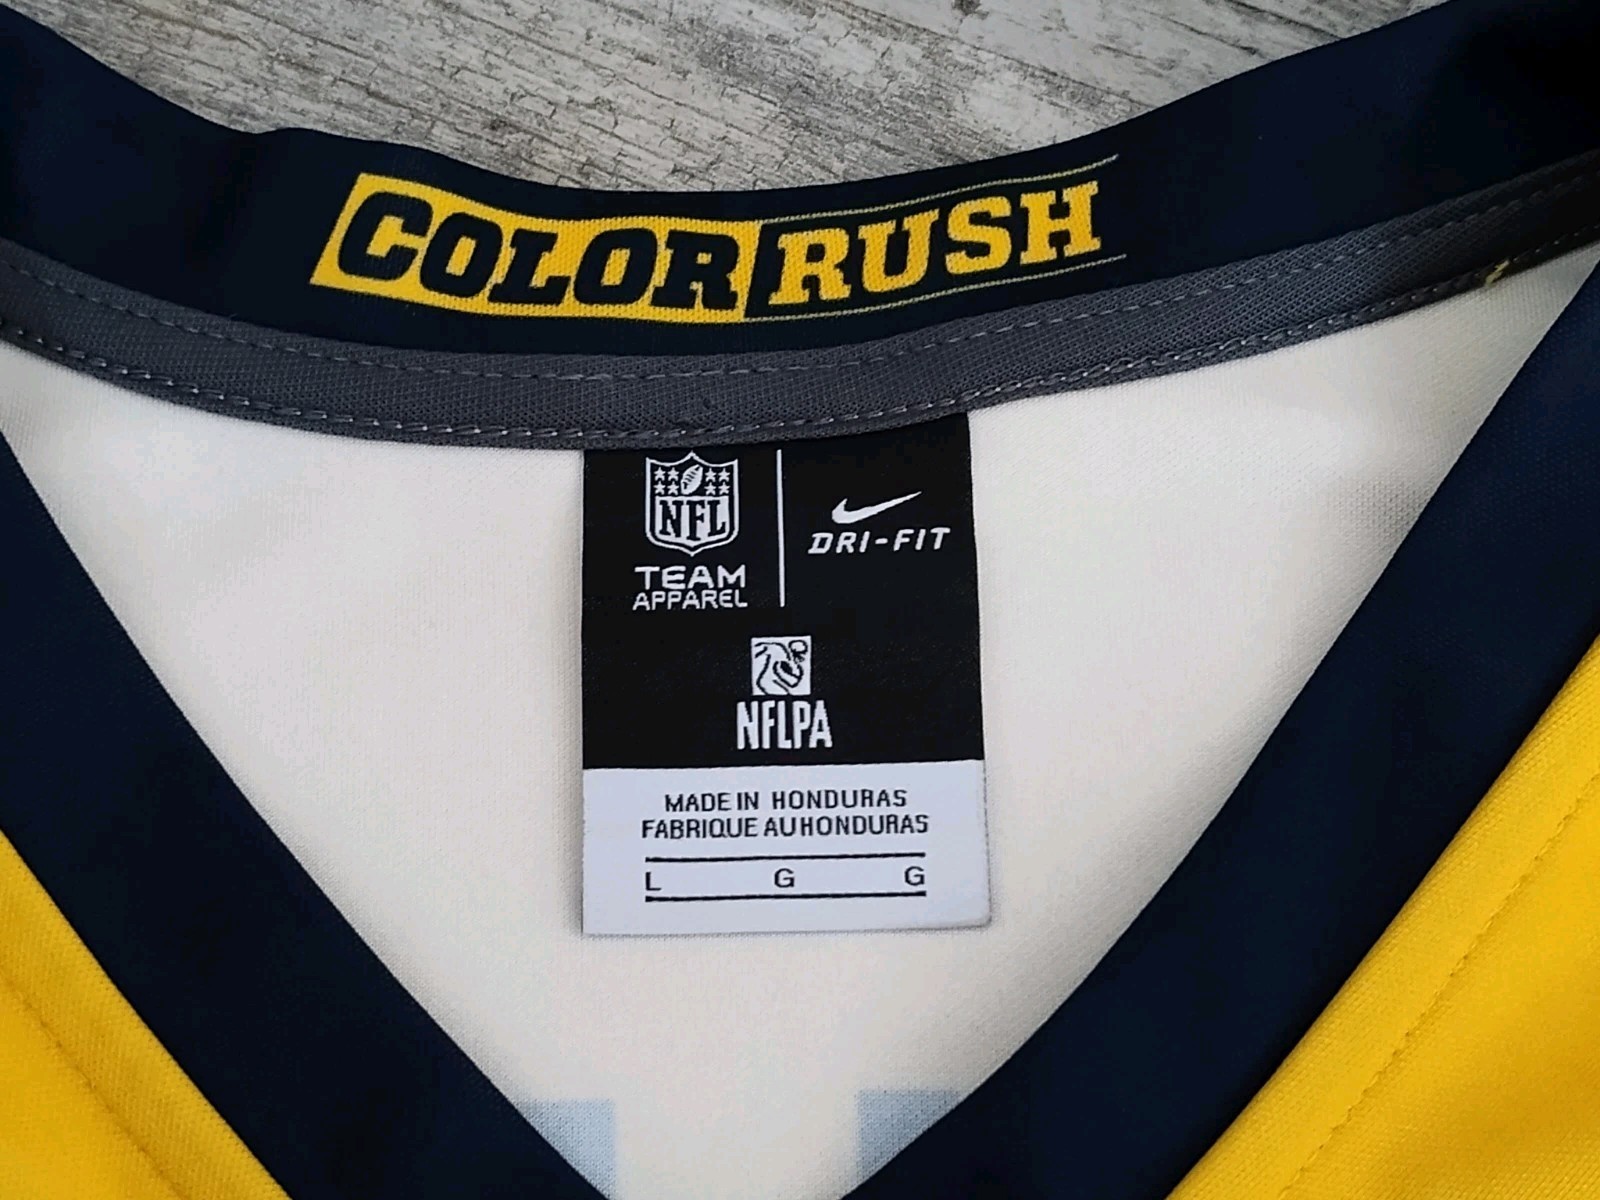 COLOR RUSH
NFL
TEAM
APPAREL
DRI-FIT
NFLPA
MADE IN HONDURAS
FABRIQUE AU HONDURAS
L G G